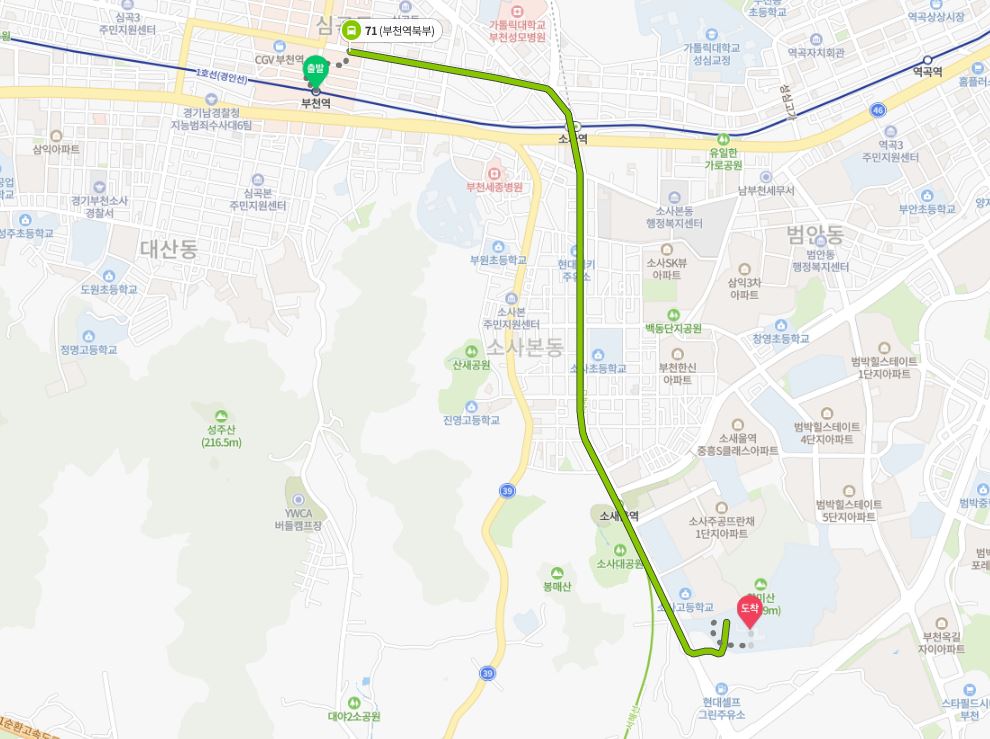 심곡3
주민지원센터
71 (부천역북부)
가톨릭대학교
부천성모병원
가톨릭대학교
성심교정
초등학교
역곡자치회관
역곡상상시장
역곡역
홈플러스
CGV 부천역
출발
1호선(경인선)
부천역
경기남경찰청
지능범죄수사대6팀
삼익아파트
성심고가
46
역곡3
주민지원센터
유일한
가로공원
남부천세무서
부천세종병원
심곡본
주민지원센터
경기부천소사
경찰서
성주초등학교
대산동
도원초등학교
정명고등학교
소사본동
행정복지센터
부안초등학교
범안동
범안동
행정복지센터
부원초등학교
소사SK뷰
아파트
삼익3차
아파트
소사본
주민지원센터
소사본동
백동단지공원
창영초등학교
산새공원
부천한신
아파트
범박힐스테이트
1단지아파트
진영고등학교
성주산
(216.5m)
소새울역
중흥S클래스아파트
범박힐스테이트
4단지아파트
39
YWCA
버들캠프장
소사주공뜨란채
1단지아파트
범박힐스테이트
5단지아파트
소사대공원
봉매산
도착
부천옥길
자이아파트
39
현대셀프
그린주유소
대야2소공원
서해선